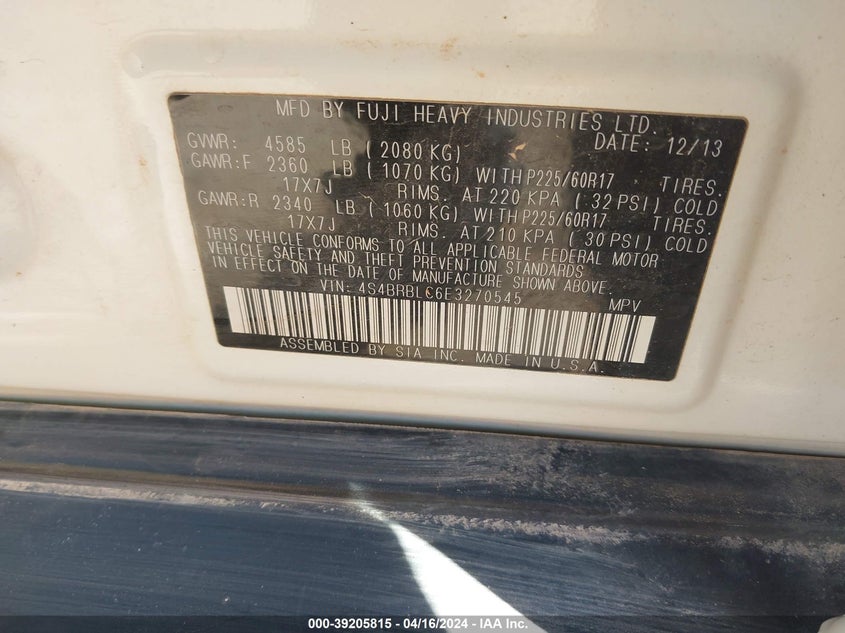 MFD BY FUJI HEAVY INDUSTRIES LTD.
GVWR: 4585 LB ( 2080 KG) DATE: 12/13
GAWR:F 2360 LB ( 1070 KG) WITH P225/60R17 TIRES.
17X7J RIMS. AT 220 KPA ( 32 PSI) COLD
GAWR:R 2340 LB ( 1060 KG) WITH P225/60R17 TIRES.
17X7J RIMS. AT 210 KPA ( 30 PSI) COLD
THIS VEHICLE CONFORMS TO ALL APPLICABLE FEDERAL MOTOR
VEHICLE SAFETY AND THEFT PREVENTION STANDARDS
IN EFFECT ON THE DATE OF MANUFACTURE SHOWN ABOVE.
VIN: 4S4BRBLC6E3270545 MPV
ASSEMBLED BY SIA INC. MADE IN U.S.A.
000-39205815 - 04/16/2024 - IAA Inc.